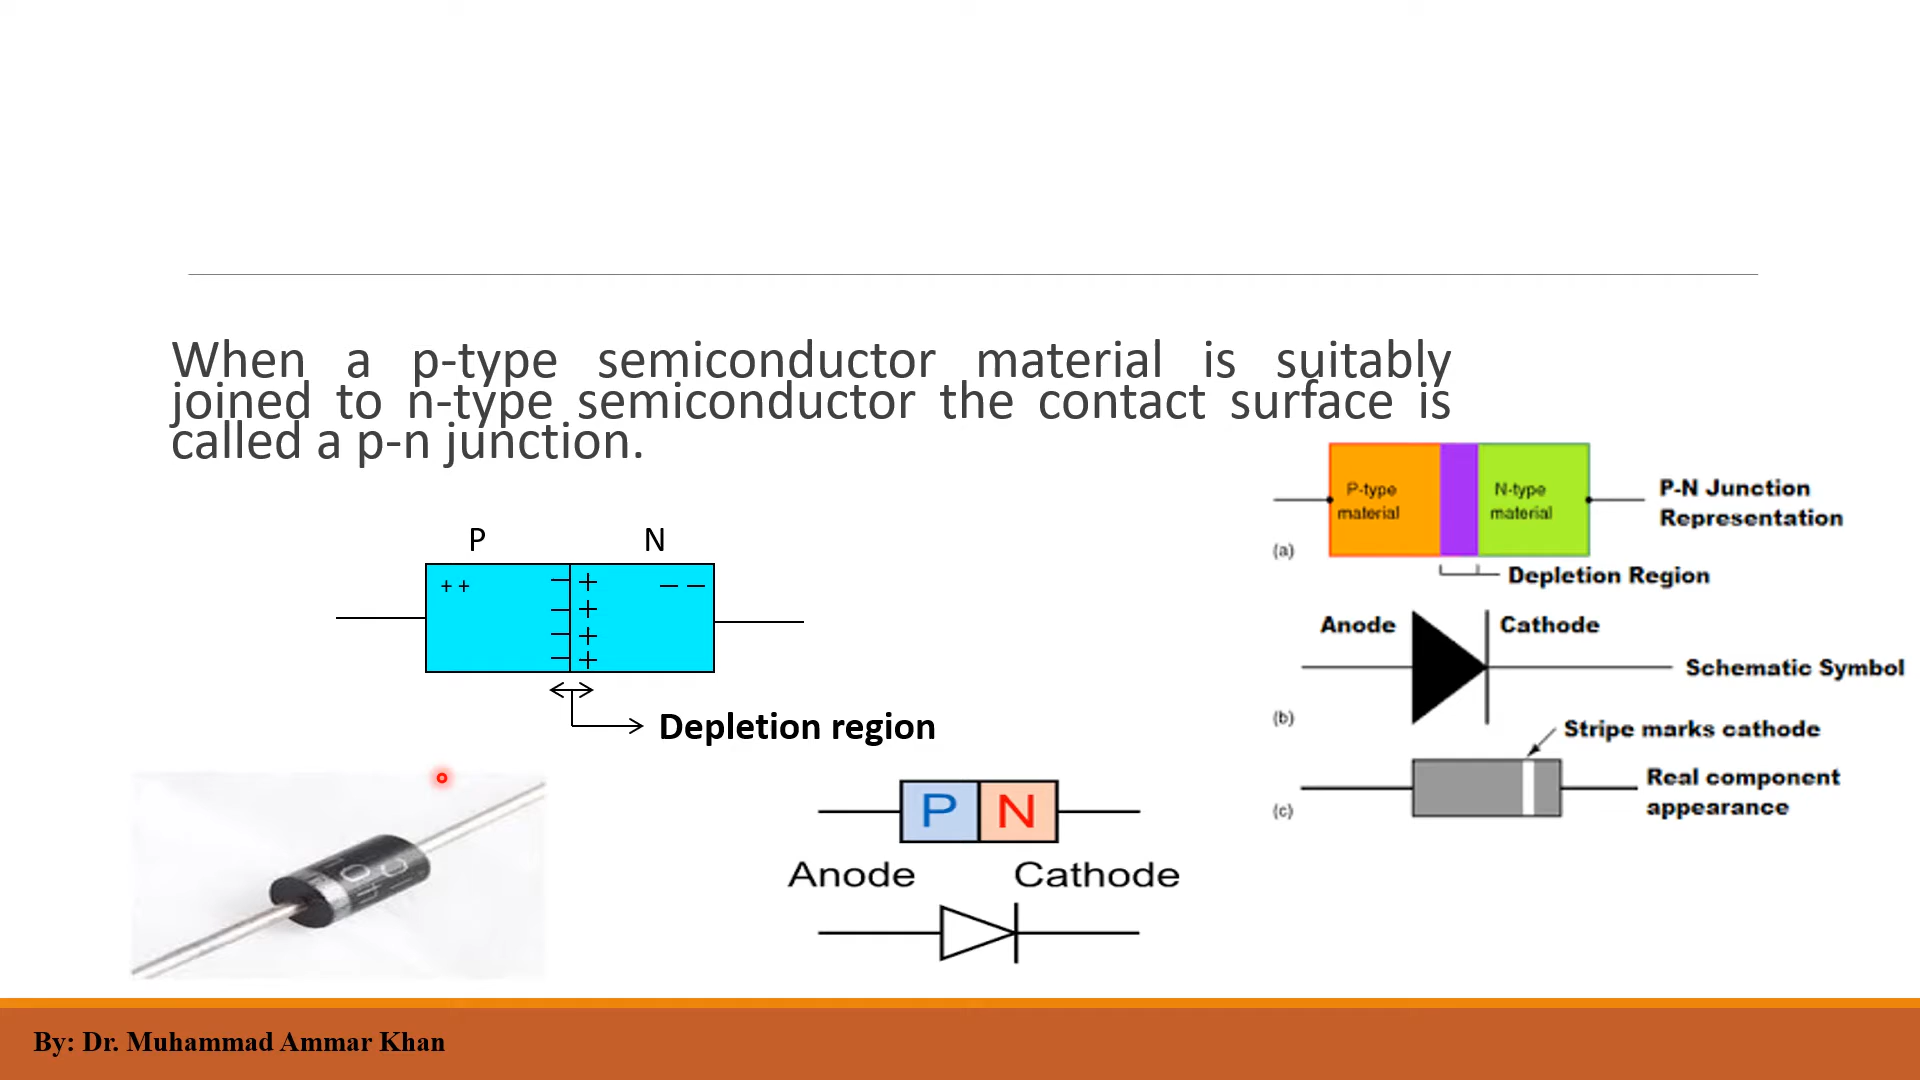 When a p-type semiconductor material is suitably
joined to n-type semiconductor the contact surface is
called a p-n junction.
P N
++ − + − −
− +
− +
− +
Depletion region
P N
Anode Cathode
P-type
material
N-type
material
P-N Junction
Representation
(a)
Depletion Region
Anode Cathode
Schematic Symbol
(b)
Stripe marks cathode
Real component
appearance
(c)
By: Dr. Muhammad Ammar Khan